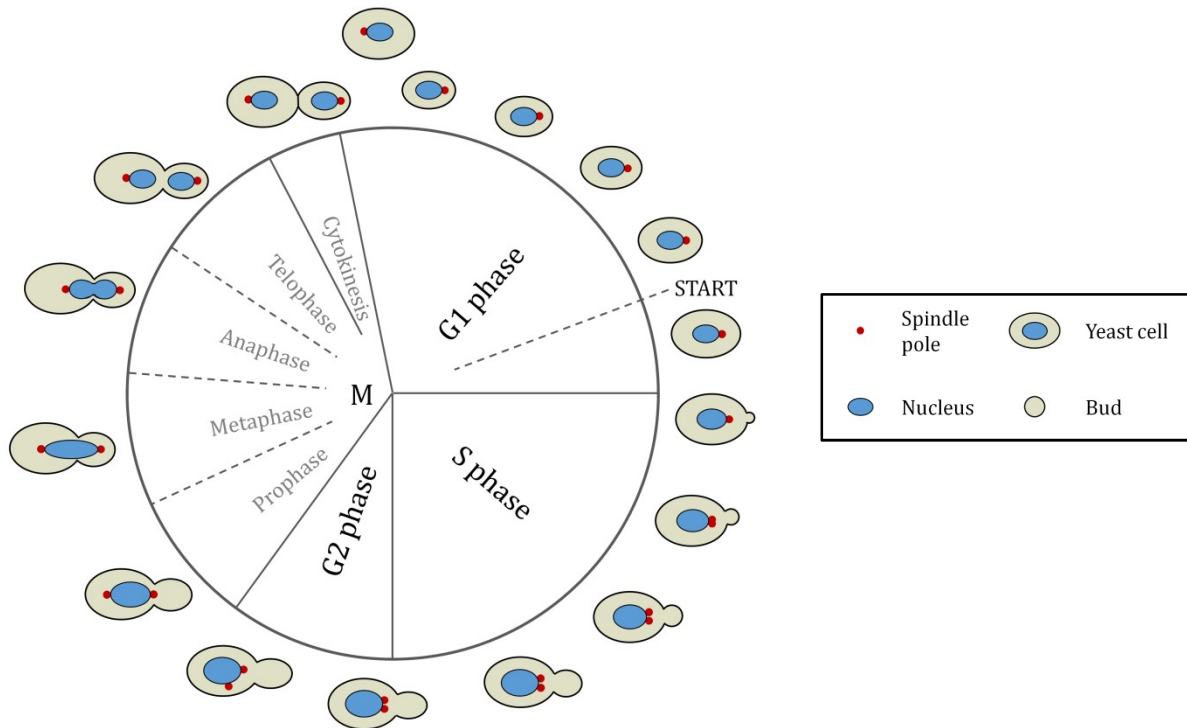 Cytokinesis
Telophase
Anaphase
Metaphase
Prophase
M
G1 phase
START
S phase
G2 phase
Spindle
pole
Yeast cell
Nucleus
Bud